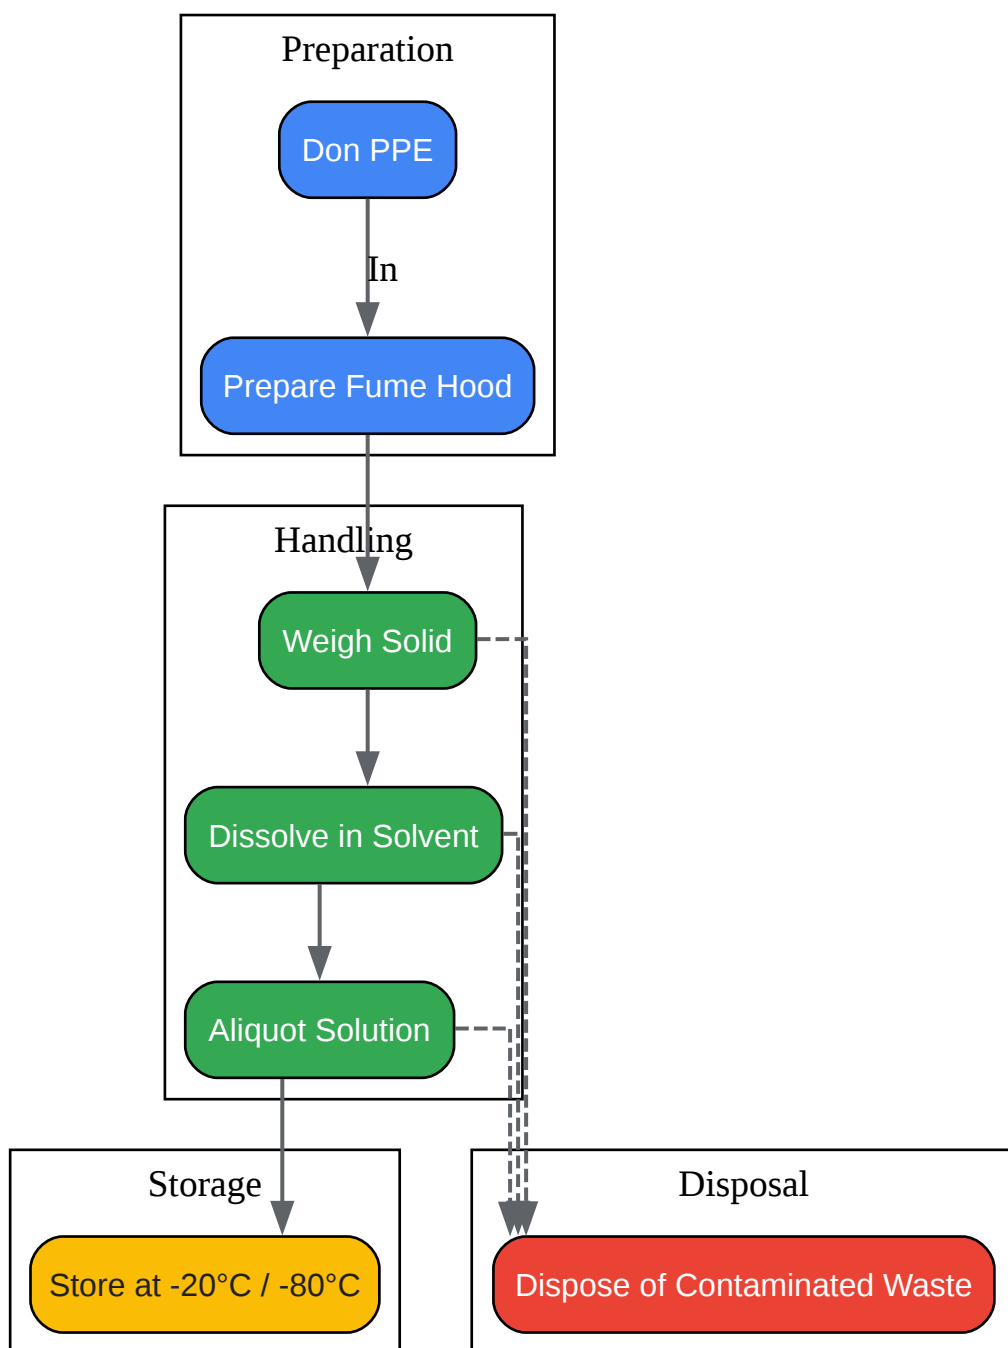 Preparation
Don PPE
In
Prepare Fume Hood
Handling
Weigh Solid
Dissolve in Solvent
Aliquot Solution
Storage
Disposal
Store at -20°C / -80°C
Dispose of Contaminated Waste